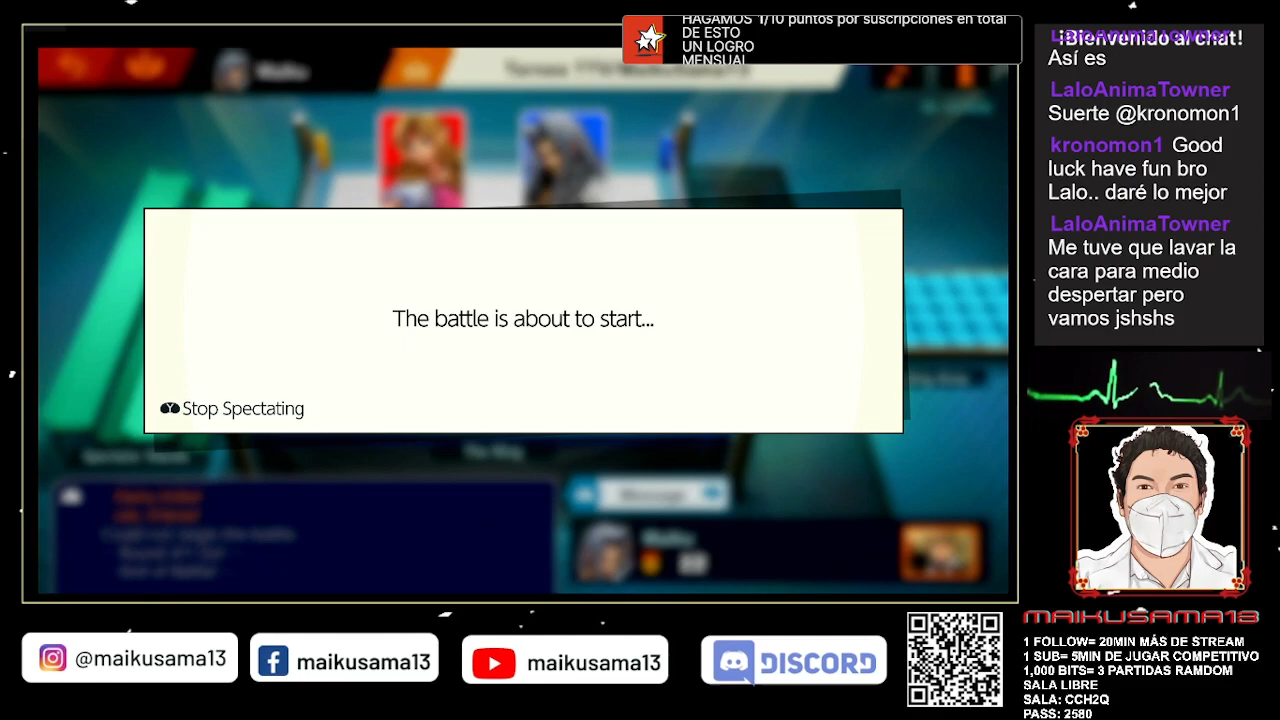 HAGAMOS 1/10 puntos por suscripciones en total
DE ESTO
UN LOGRO
MENSUAL
¡Bienvenido al chat!
Así es
LaloAnimaTowner
Suerte @kronomon1
kronomon1 Good
luck have fun bro
Lalo.. daré lo mejor
LaloAnimaTowner
Me tuve que lavar la
cara para medio
despertar pero
vamos jshshs
The battle is about to start...
Stop Spectating
MAIKUSAMA13
1 FOLLOW= 20MIN MÁS DE STREAM
1 SUB= 5MIN DE JUGAR COMPETITIVO
1,000 BITS= 3 PARTIDAS RAMDOM
SALA LIBRE
SALA: CCH2Q
PASS: 2580
@maikusama13
maikusama13
maikusama13
DISCORD